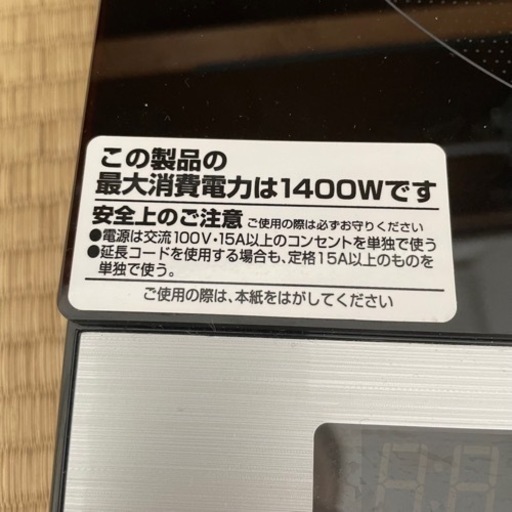 この製品の
最大消費電力は1400Wです
安全上のご注意 ご使用の際は必ずお守りください
●電源は交流100V・15A以上のコンセントを単独で使う
●延長コードを使用する場合も、定格15A以上のものを
単独で使う。
ご使用の際は、本紙をはがしてください